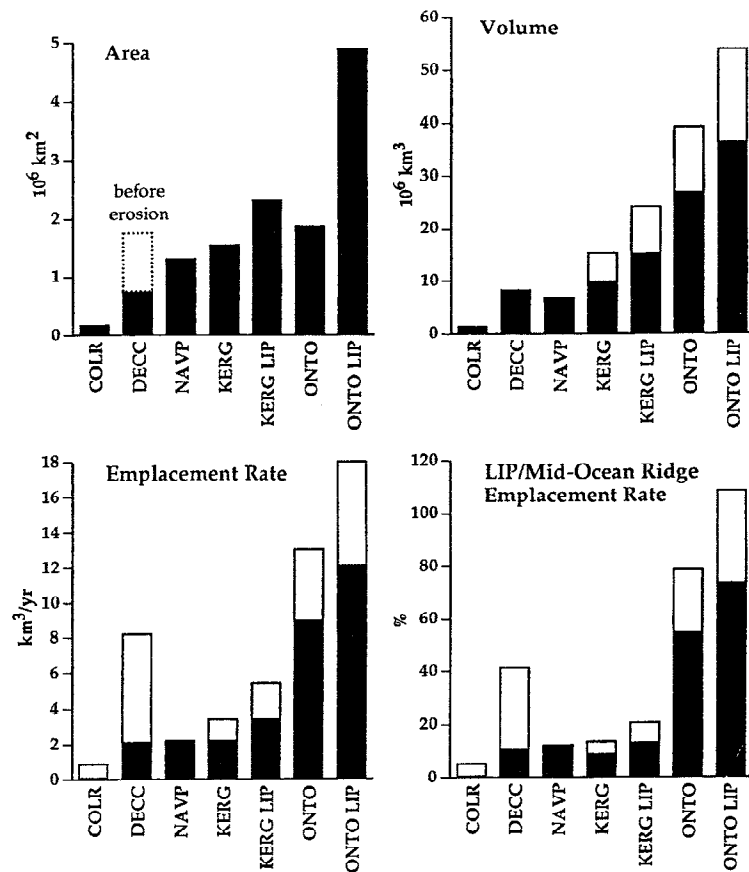 Area
5
4
3
2
1
0
10⁶ km²
before
erosion
COLR
DECC
NAVP
KERG
KERG LIP
ONTO
ONTO LIP
Volume
60
50
40
30
20
10
0
10⁶ km³
COLR
DECC
NAVP
KERG
KERG LIP
ONTO
ONTO LIP
Emplacement Rate
18
16
14
12
10
8
6
4
2
0
km³/yr
COLR
DECC
NAVP
KERG
KERG LIP
ONTO
ONTO LIP
LIP/Mid-Ocean Ridge
Emplacement Rate
120
100
80
60
40
20
0
%
COLR
DECC
NAVP
KERG
KERG LIP
ONTO
ONTO LIP